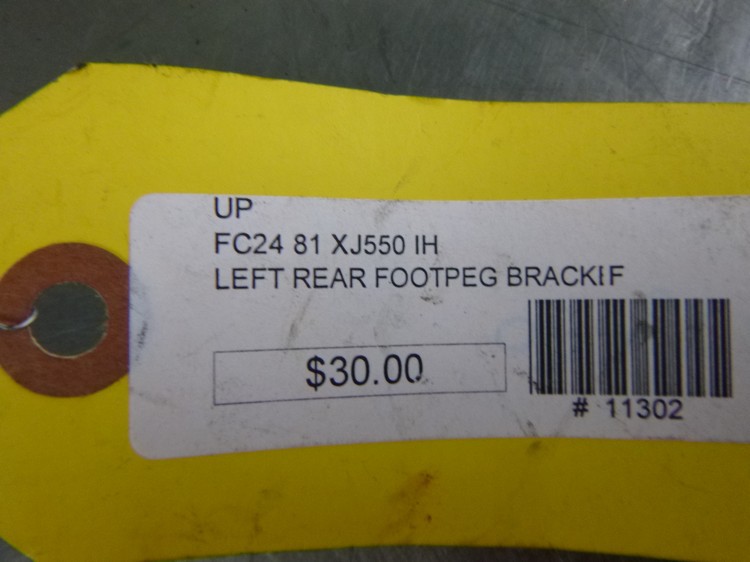 UP
FC24 81 XJ550 IH
LEFT REAR FOOTPEG BRACKIF
$30.00
# 11302